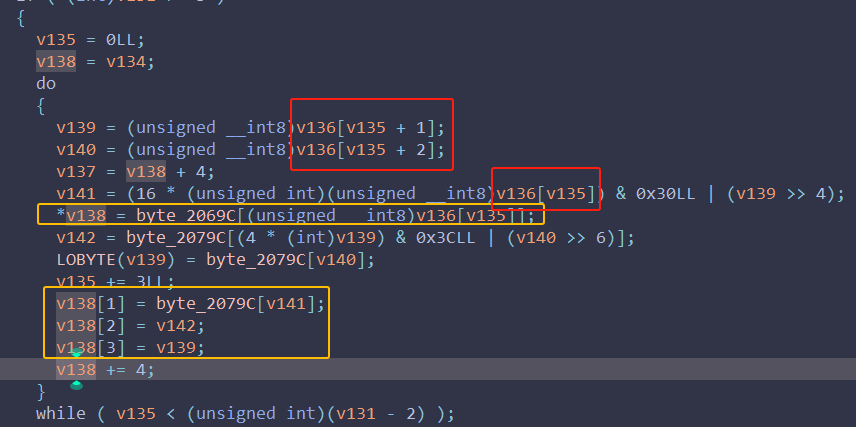 {
v135 = 0LL;
v138 = v134;
do
{
v139 = (unsigned __int8)v136[v135 + 1];
v140 = (unsigned __int8)v136[v135 + 2];
v137 = v138 + 4;
v141 = (16 * (unsigned int)(unsigned __int8)v136[v135]) & 0x30LL | (v139 >> 4);
*v138 = byte_2069C[(unsigned __int8)v136[v135]];
v142 = byte_2079C[(4 * (int)v139) & 0x3CLL | (v140 >> 6)];
LOBYTE(v139) = byte_2079C[v140];
v135 += 3LL;
v138[1] = byte_2079C[v141];
v138[2] = v142;
v138[3] = v139;
v138 += 4;
}
while ( v135 < (unsigned int)(v131 - 2) );